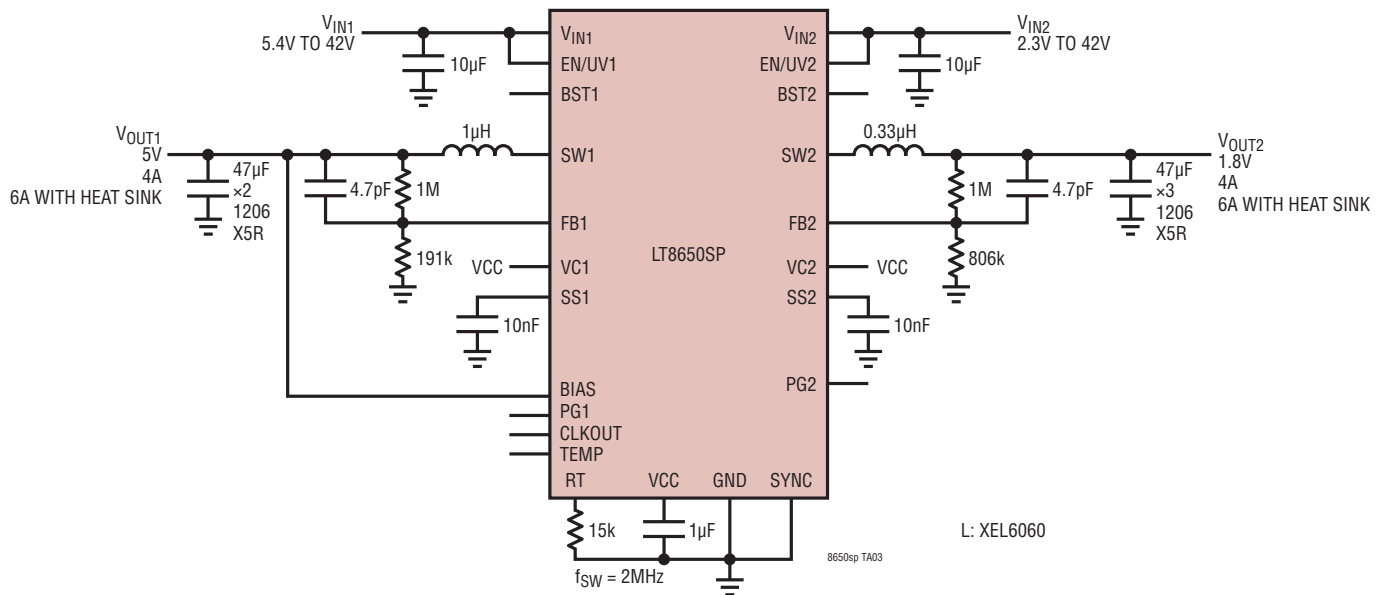 VIN1
5.4V TO 42V
10µF
VIN1
EN/UV1
BST1
VIN2
EN/UV2
BST2
VIN2
2.3V TO 42V
10µF
VOUT1
5V
4A
6A WITH HEAT SINK
47µF
×2
1206
X5R
4.7pF
1M
1µH
SW1
FB1
191k
VCC
VC1
SS1
10nF
LT8650SP
SW2
0.33µH
FB2
1M
4.7pF
47µF
×3
1206
X5R
VOUT2
1.8V
4A
6A WITH HEAT SINK
806k
VC2
VCC
SS2
10nF
PG2
BIAS
PG1
CLKOUT
TEMP
RT
VCC
GND
SYNC
15k
1µF
fSW = 2MHz
L: XEL6060
8650sp TA03